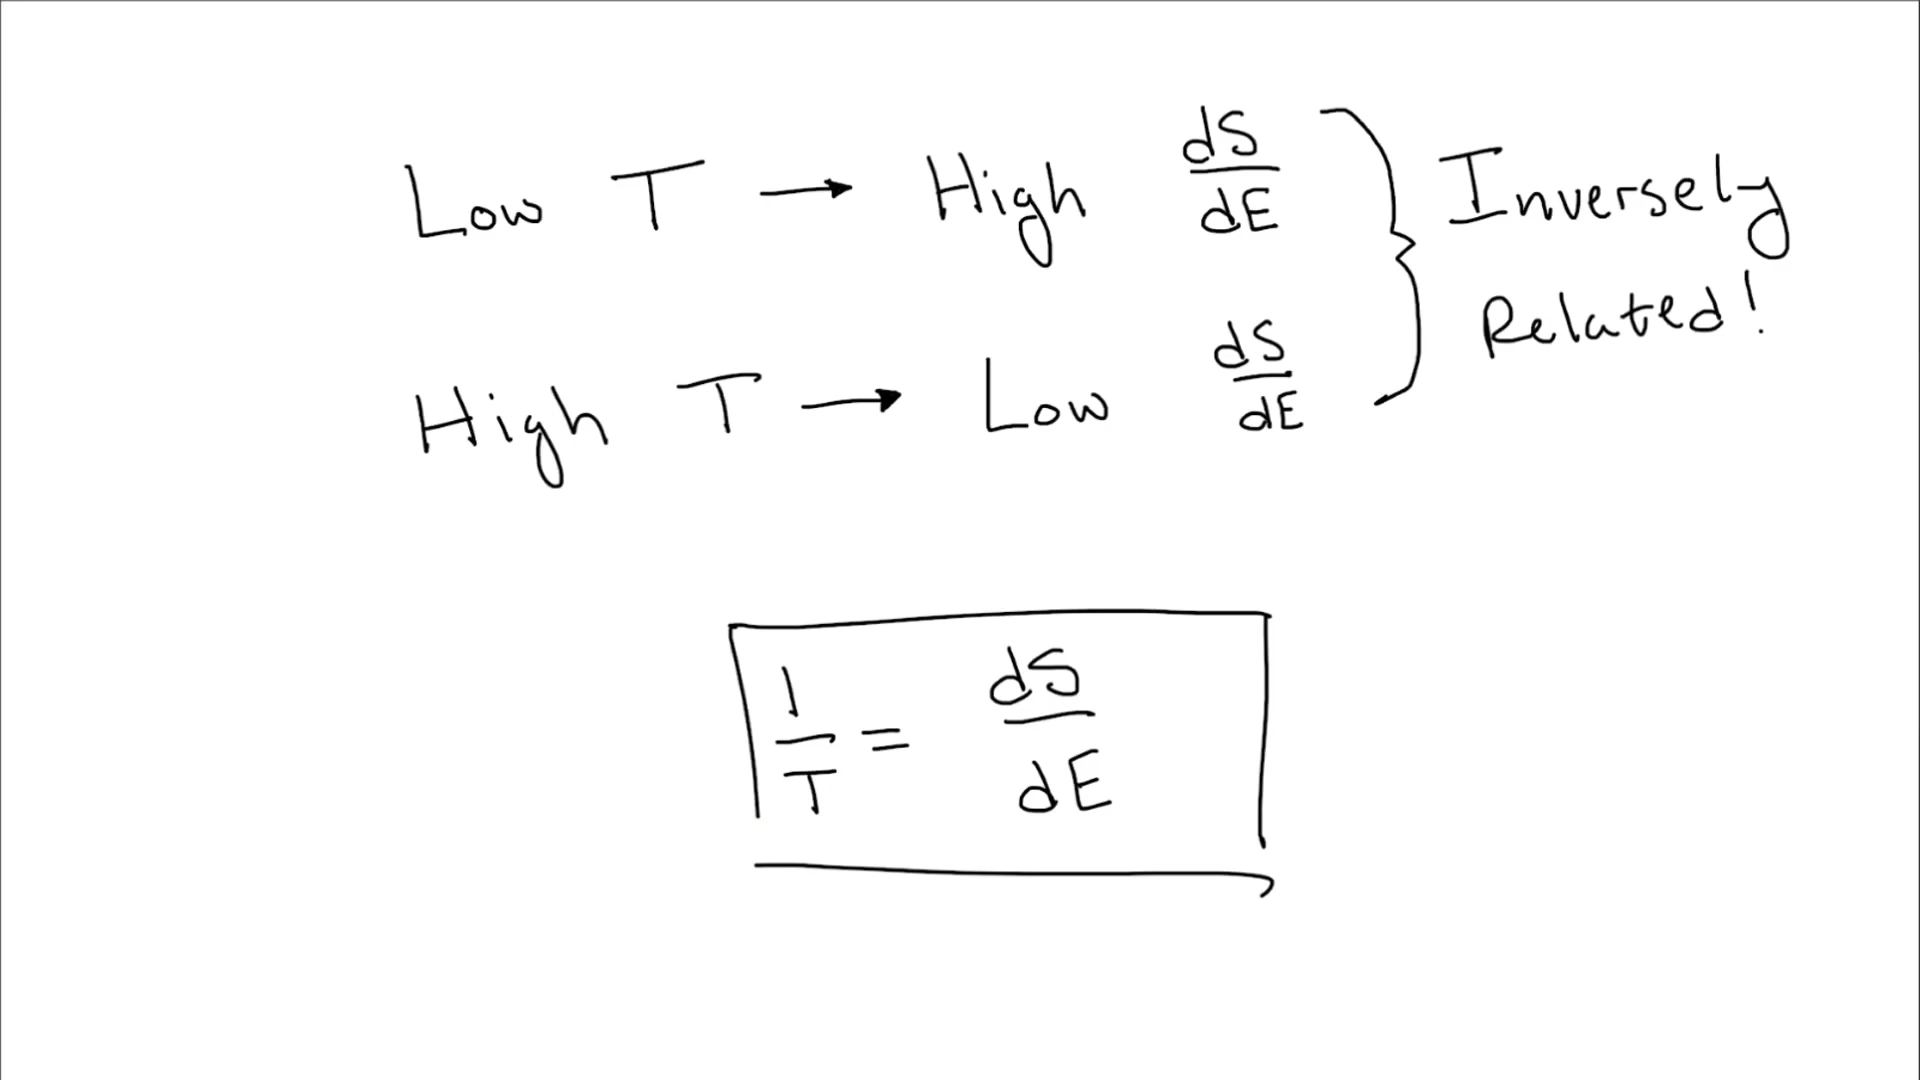 Low T → High dS/dE } Inversely Related!
High T → Low dS/dE
1/T = dS/dE